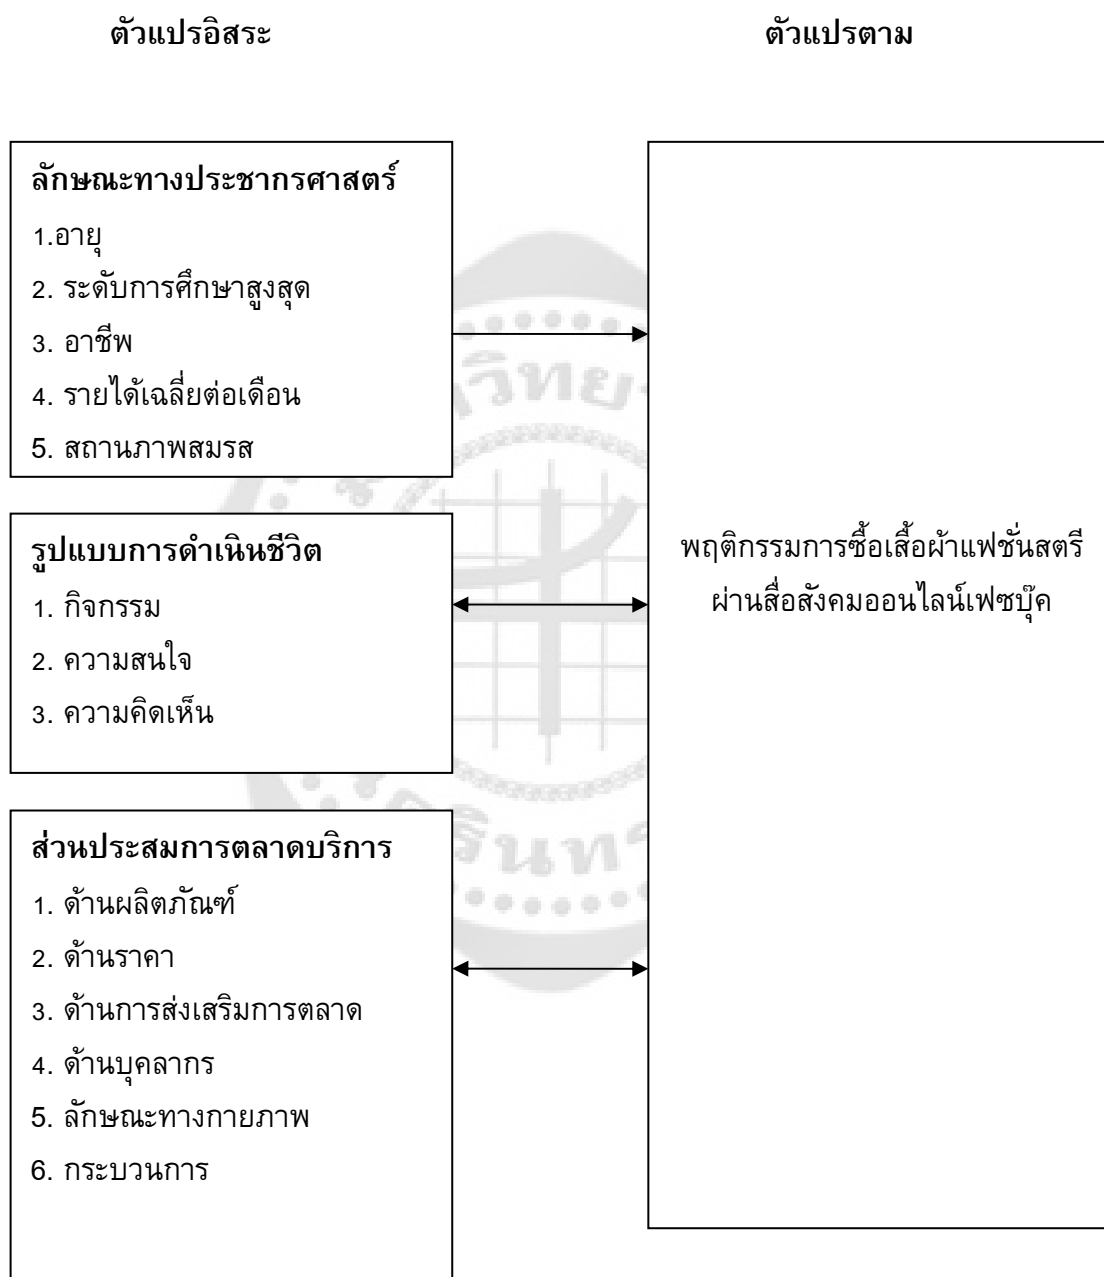 ตัวแปรอิสระ
ตัวแปรตาม
ลักษณะทางประชากรศาสตร์
1.อายุ
2. ระดับการศึกษาสูงสุด
3. อาชีพ
4. รายได้เฉลี่ยต่อเดือน
5. สถานภาพสมรส
รูปแบบการดำเนินชีวิต
1. กิจกรรม
2. ความสนใจ
3. ความคิดเห็น
ส่วนประสมการตลาดบริการ
1. ด้านผลิตภัณฑ์
2. ด้านราคา
3. ด้านการส่งเสริมการตลาด
4. ด้านบุคลากร
5. ลักษณะทางกายภาพ
6. กระบวนการ
พฤติกรรมการซื้อเสื้อผ้าแฟชั่นสตรี
ผ่านสื่อสังคมออนไลน์เฟซบุ๊ค